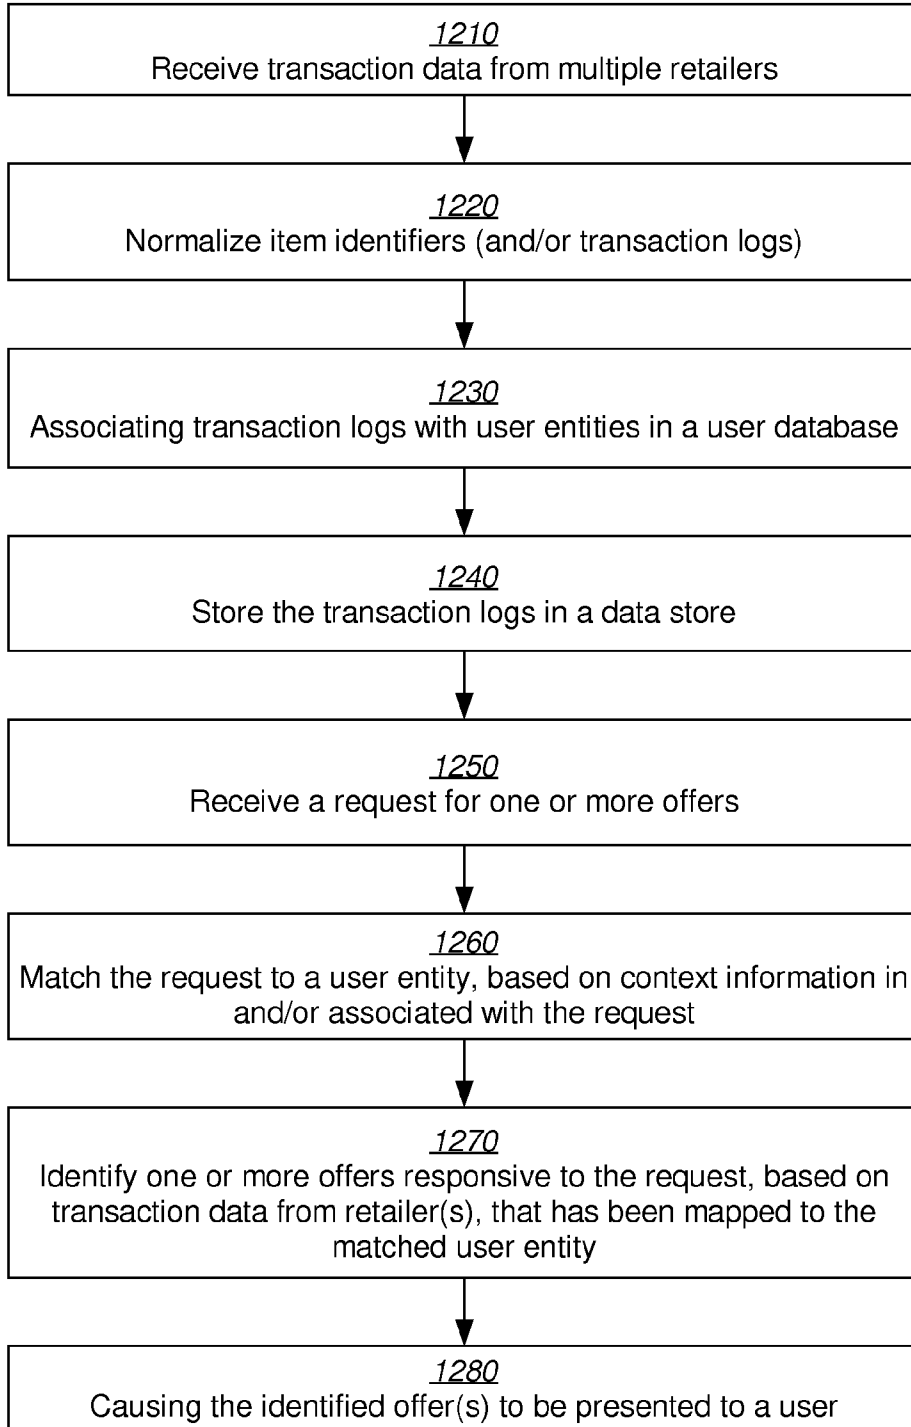 1210
Receive transaction data from multiple retailers
1220
Normalize item identifiers (and/or transaction logs)
1230
Associating transaction logs with user entities in a user database
1240
Store the transaction logs in a data store
1250
Receive a request for one or more offers
1260
Match the request to a user entity, based on context information in
and/or associated with the request
1270
Identify one or more offers responsive to the request, based on
transaction data from retailer(s), that has been mapped to the
matched user entity
1280
Causing the identified offer(s) to be presented to a user